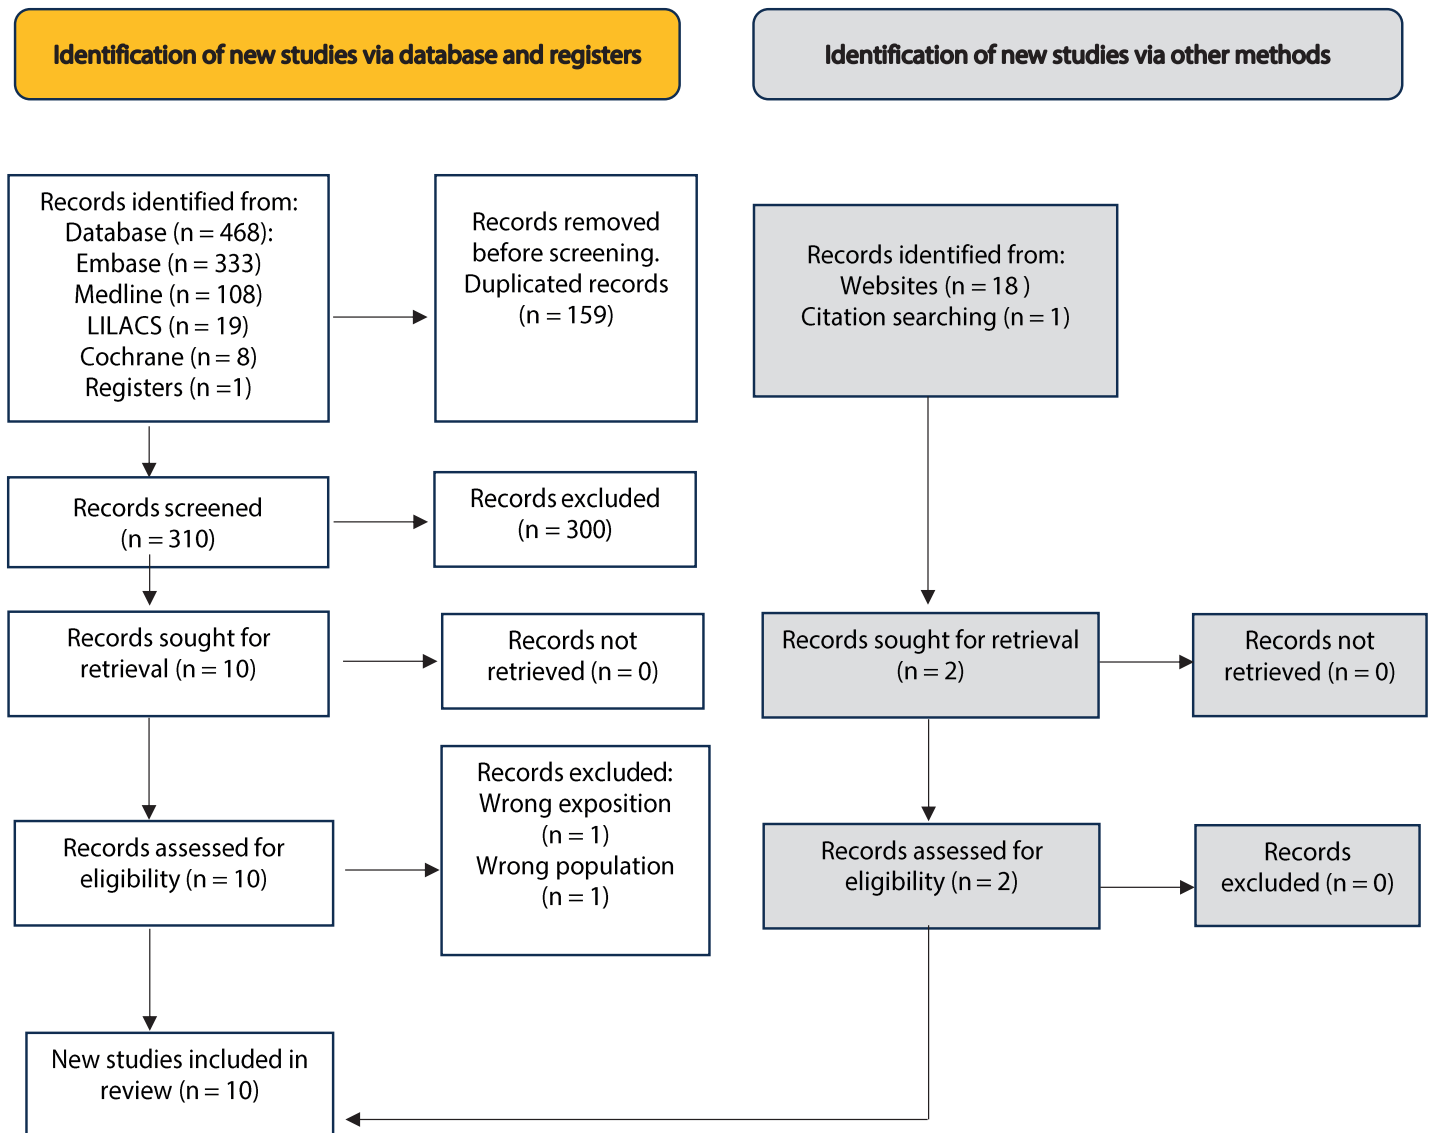 Identification of new studies via database and registers
Identification of new studies via other methods
Records identified from:
Database (n = 468):
Embase (n = 333)
Medline (n = 108)
LILACS (n = 19)
Cochrane (n = 8)
Registers (n =1)
Records removed
before screening.
Duplicated records
(n = 159)
Records identified from:
Websites (n = 18 )
Citation searching (n = 1)
Records screened
(n = 310)
Records excluded
(n = 300)
Records sought for
retrieval (n = 10)
Records not
retrieved (n = 0)
Records sought for retrieval
(n = 2)
Records not
retrieved (n = 0)
Records assessed for
eligibility (n = 10)
Records excluded:
Wrong exposition
(n = 1)
Wrong population
(n = 1)
Records assessed for
eligibility (n = 2)
Records
excluded (n = 0)
New studies included in
review (n = 10)